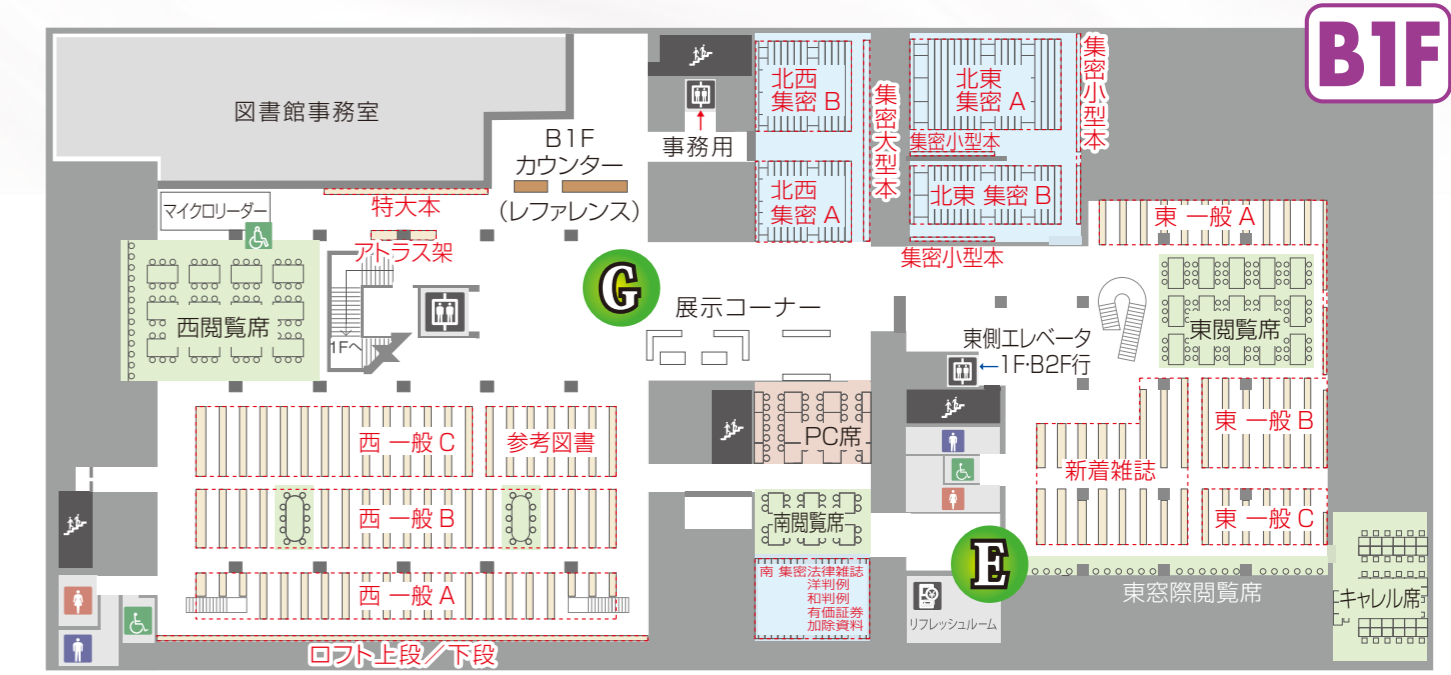 B1F
図書館事務室
B1F
カウンター
(レファレンス)
事務用
北西
集密 B
北西
集密 A
集密大型本
北東
集密 A
集密小型本
集密小型本
北東 集密 B
集密小型本
マイクロリーダー
特大本
アトラス架
東 一般 A
G
展示コーナー
西閲覧席
1Fへ
東側エレベータ
←1F・B2F行
東閲覧席
西 一般 C
参考図書
PC席
東 一般 B
新着雑誌
西 一般 B
南閲覧席
東 一般 C
E
西 一般 A
南 集密法律雑誌
洋判例
和判例
有価証券
加除資料
リフレッシュルーム
東窓際閲覧席
キャレル席
ロフト上段/下段